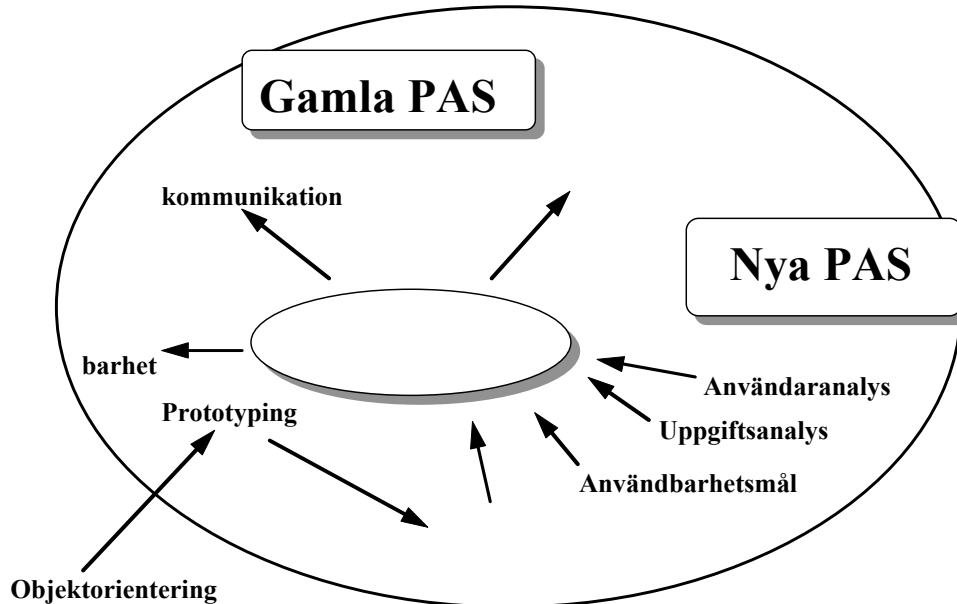 Gamla PAS
kommunikation
Nya PAS
barhet
Användaranalys
Prototyping
Uppgiftsanalys
Användbarhetsmål
Objektorientering